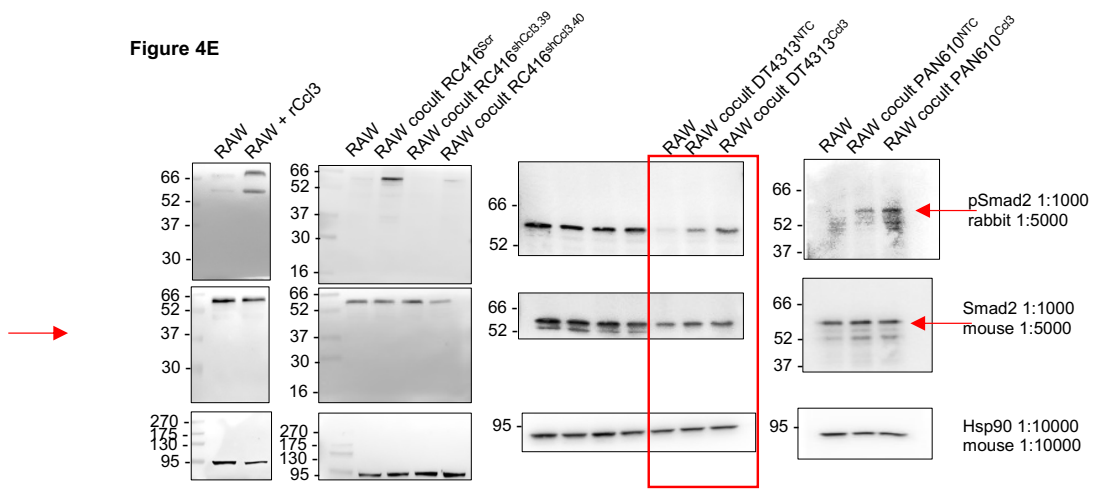 Figure 4E
RAW
RAW + rCcl3
RAW
RAW cocult RC416Scr
RAW cocult RC416shCcl3.39
RAW cocult RC416shCcl3.40
RAW
RAW cocult DT4313NTC
RAW cocult DT4313Ccl3
RAW
RAW cocult PAN610NTC
RAW cocult PAN610Ccl3
66 -
52 -
37 -
30 -
66 -
52 -
37 -
30 -
16 -
66 -
52 -
66 -
52 -
37 -
pSmad2 1:1000
rabbit 1:5000
66 -
52 -
37 -
30 -
66 -
52 -
37 -
30 -
16 -
66 -
52 -
66 -
52 -
37 -
Smad2 1:1000
mouse 1:5000
270 -
175 -
130 -
95 -
270 -
175 -
130 -
95 -
95 -
95 -
Hsp90 1:10000
mouse 1:10000